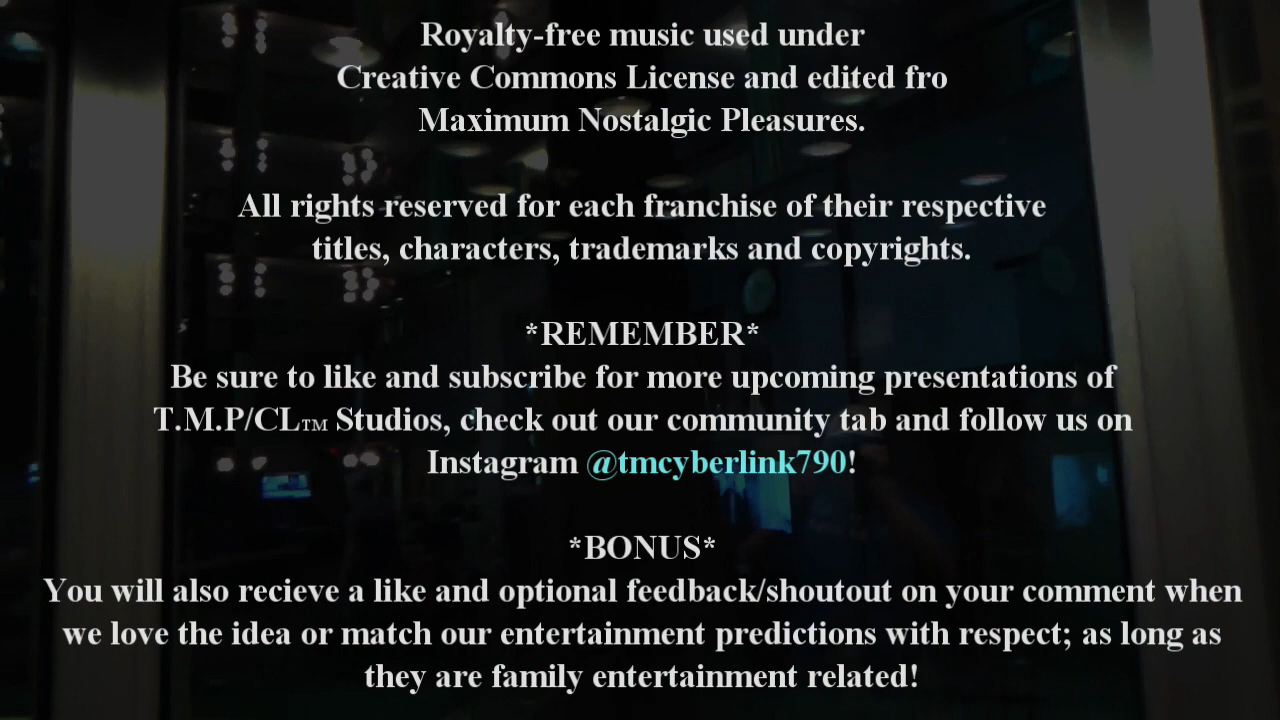 Royalty-free music used under
Creative Commons License and edited fro
Maximum Nostalgic Pleasures.
All rights reserved for each franchise of their respective
titles, characters, trademarks and copyrights.
*REMEMBER*
Be sure to like and subscribe for more upcoming presentations of
T.M.P/CL™ Studios, check out our community tab and follow us on
Instagram @tmcyberlink790!
*BONUS*
You will also recieve a like and optional feedback/shoutout on your comment when
we love the idea or match our entertainment predictions with respect; as long as
they are family entertainment related!